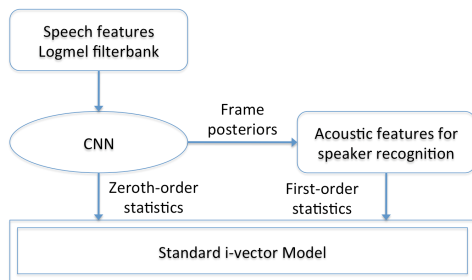 Speech features
Logmel filterbank
Frame
posteriors
CNN
Acoustic features for
speaker recognition
Zeroth-order
statistics
First-order
statistics
Standard i-vector Model